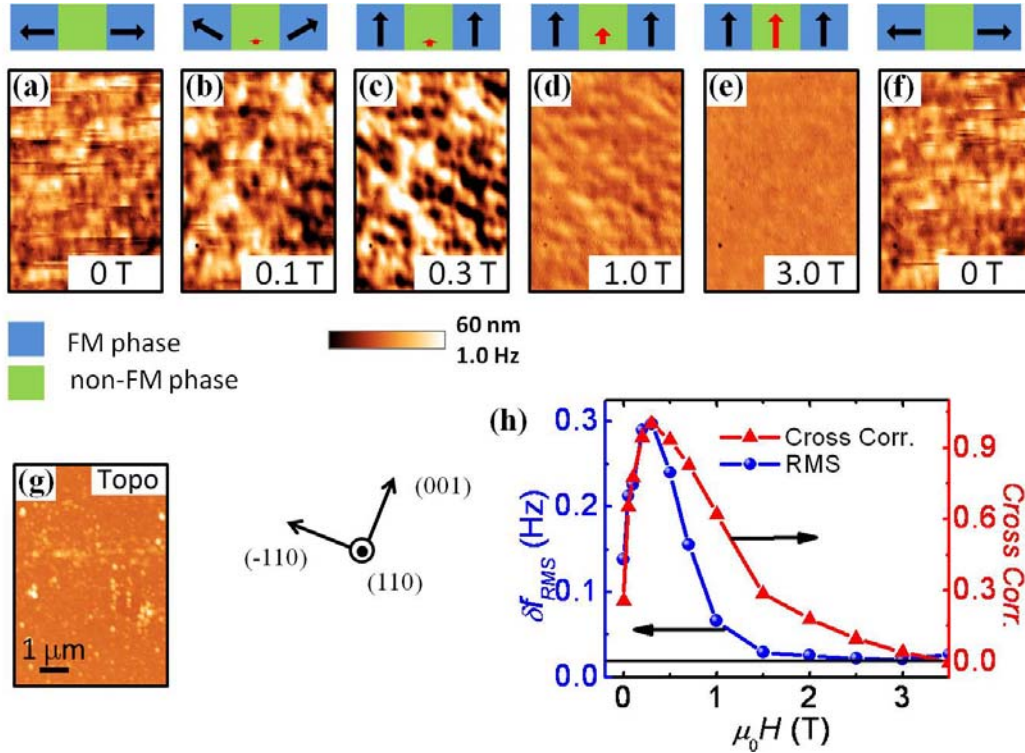 (a) (b) (c) (d) (e) (f)
0 T 0.1 T 0.3 T 1.0 T 3.0 T 0 T
FM phase
non-FM phase
60 nm
1.0 Hz
(g) Topo
1 μm
(001)
(-110)
(110)
(h)
Cross Corr.
RMS
δf_RMS (Hz)
0.3
0.2
0.1
0.0
Cross Corr.
0.9
0.6
0.3
0.0
0 1 2 3
μ₀H (T)